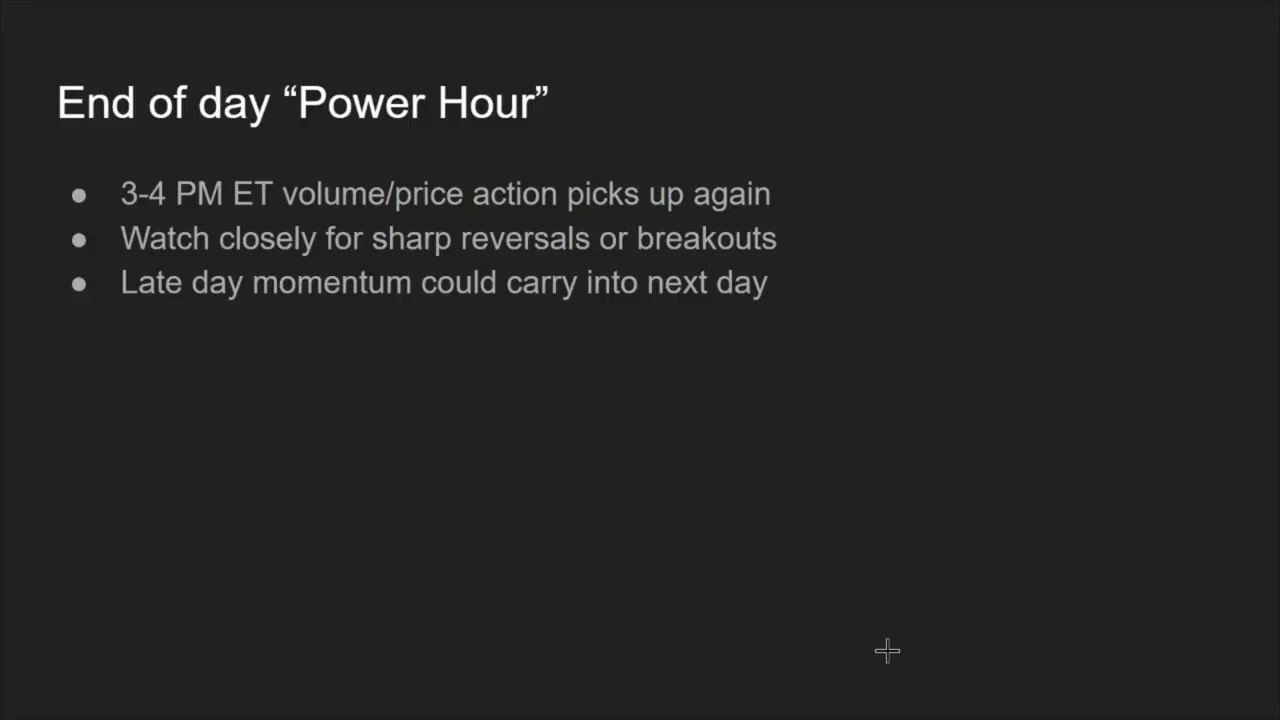 End of day “Power Hour”
● 3-4 PM ET volume/price action picks up again
● Watch closely for sharp reversals or breakouts
● Late day momentum could carry into next day